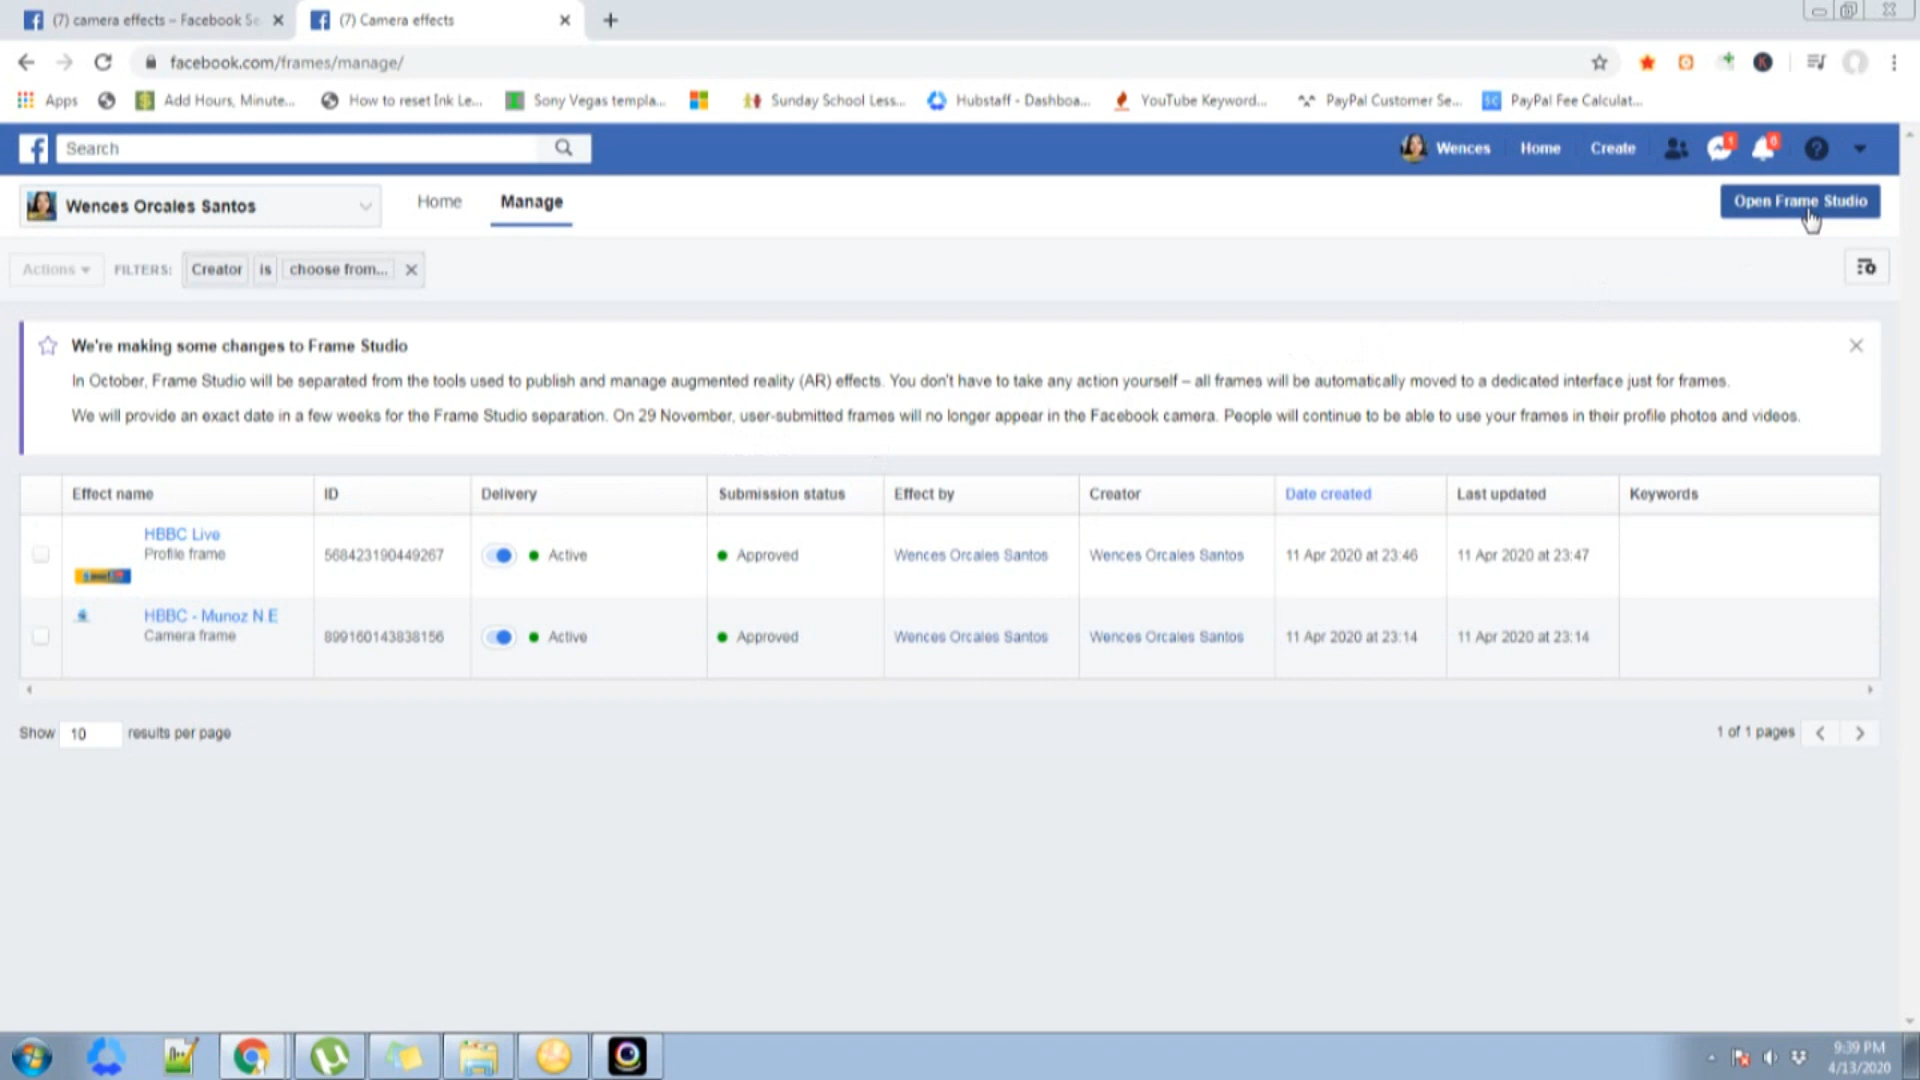 (7) camera effects – Facebook Se
(7) Camera effects
facebook.com/frames/manage/
Apps
Add Hours, Minute...
How to reset Ink Le...
Sony Vegas templa...
Sunday School Less...
Hubstaff - Dashboa...
YouTube Keyword...
PayPal Customer Se...
PayPal Fee Calculat...
Search
Wences
Home
Create
1
Wences Orcales Santos
Home
Manage
Open Frame Studio
Actions
FILTERS:
Creator
is
choose from...
We're making some changes to Frame Studio
In October, Frame Studio will be separated from the tools used to publish and manage augmented reality (AR) effects. You don't have to take any action yourself – all frames will be automatically moved to a dedicated interface just for frames.
We will provide an exact date in a few weeks for the Frame Studio separation. On 29 November, user-submitted frames will no longer appear in the Facebook camera. People will continue to be able to use your frames in their profile photos and videos.
Effect name ID Delivery Submission status Effect by Creator Date created Last updated Keywords
HBBC Live
Profile frame
568423190449267 Active Approved Wences Orcales Santos Wences Orcales Santos 11 Apr 2020 at 23:46 11 Apr 2020 at 23:47
HBBC - Munoz N.E
Camera frame
899160143838156 Active Approved Wences Orcales Santos Wences Orcales Santos 11 Apr 2020 at 23:14 11 Apr 2020 at 23:14
Show 10 results per page
1 of 1 pages
9:39 PM
4/13/2020